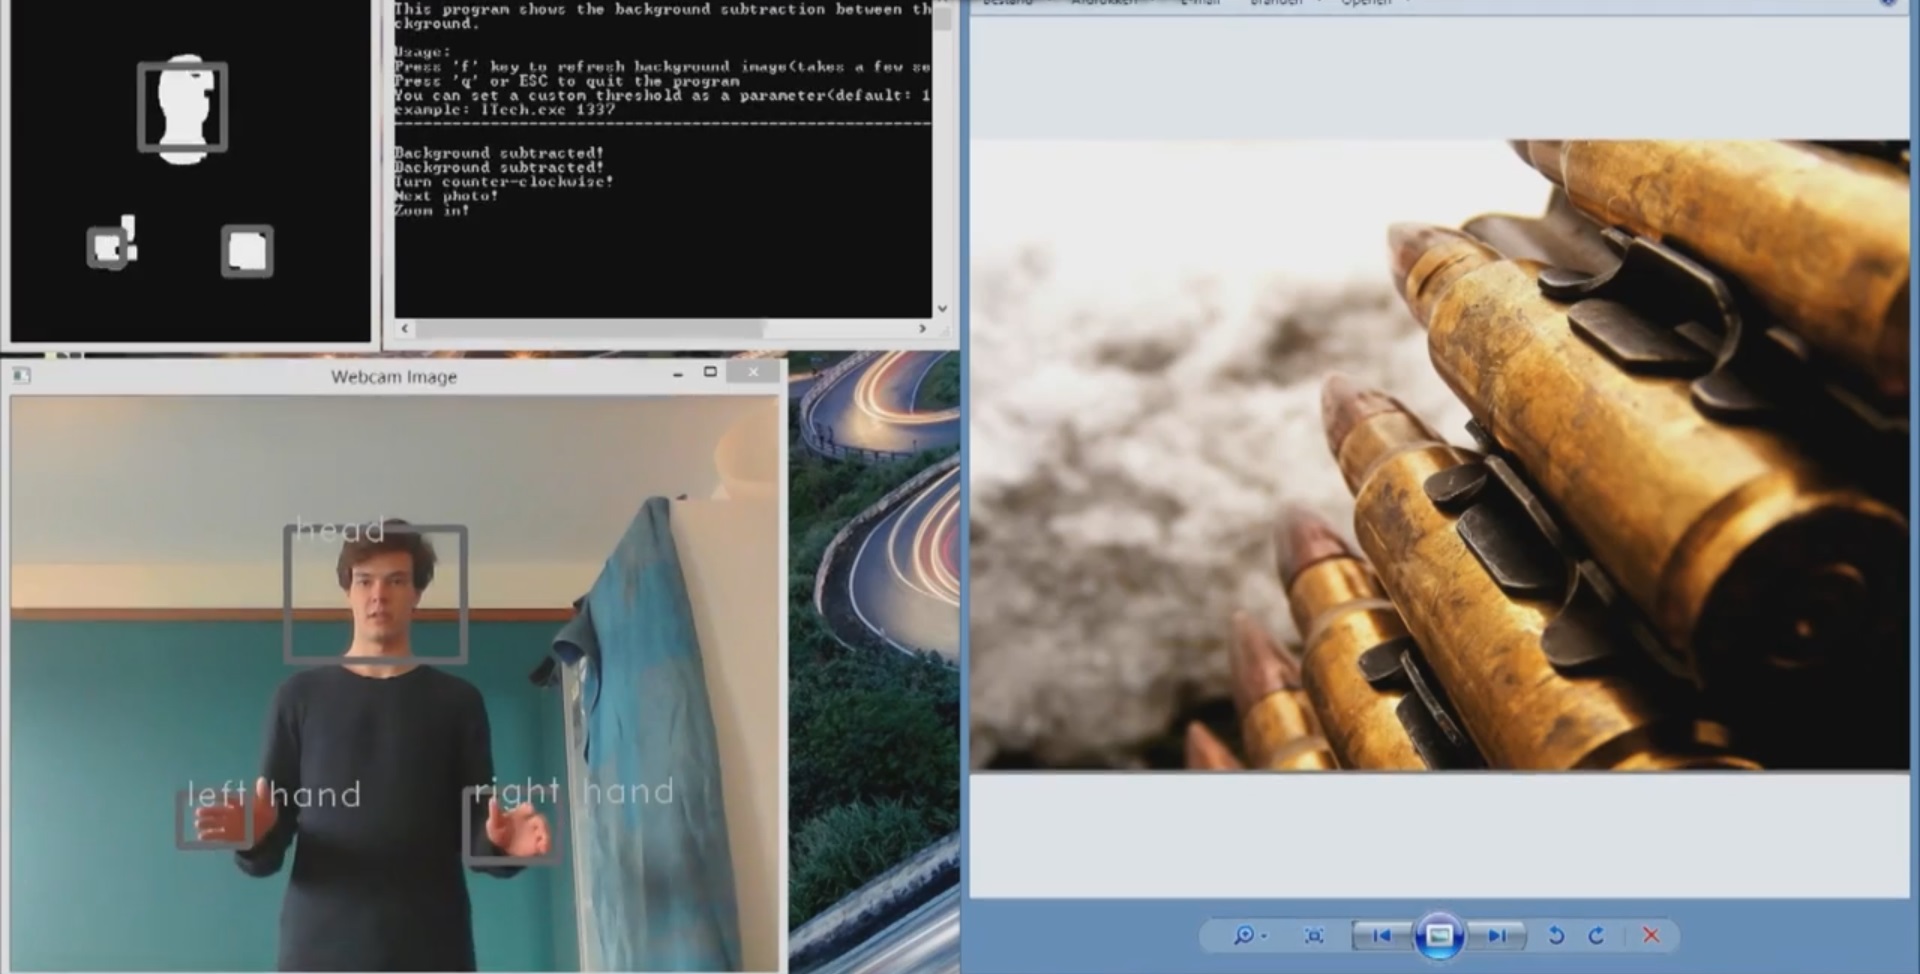 This program shows the background subtraction between th
ckground.
Usage:
Press 'f' key to refresh background image(takes a few se
Press 'q' or ESC to quit the program
You can set a custom threshold as a parameter(default: 1
example: ITech.exe 1337
Background subtracted!
Background subtracted!
Turn counter-clockwise!
Next photo!
Zoom in!
Bestand Afdrukken E-mail Branden Openen
Webcam Image
head
left hand
right hand